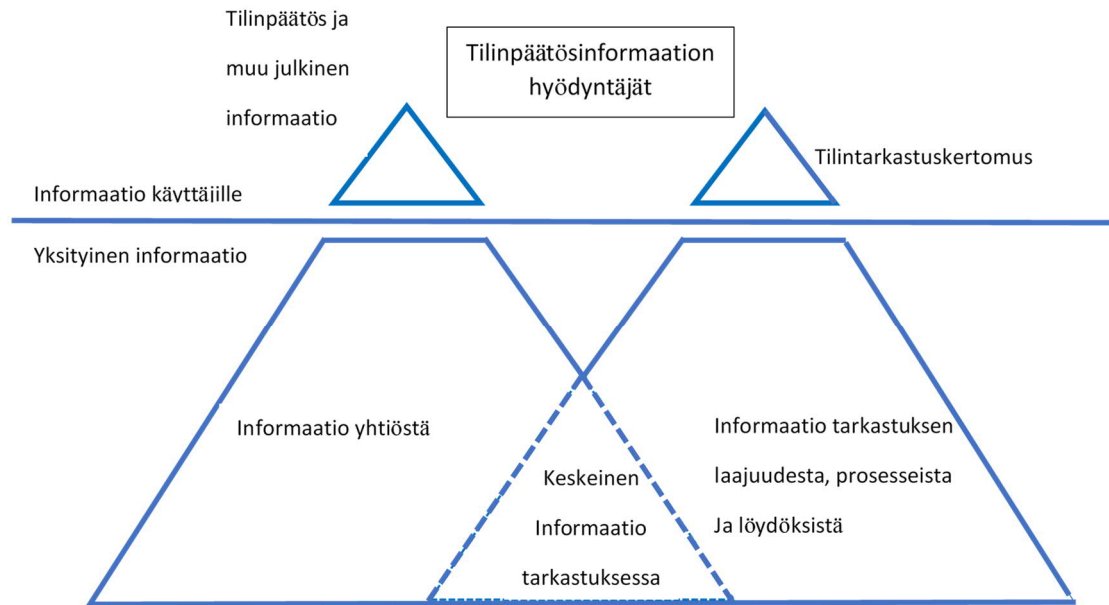 Tilinpäätös ja
muu julkinen
informaatio
Tilinpäätösinformaation
hyödyntäjät
Tilintarkastuskertomus
Informaatio käyttäjille
Yksityinen informaatio
Informaatio yhtiöstä
Keskeinen
Informaatio
tarkastuksessa
Informaatio tarkastuksen
laajuudesta, prosesseista
Ja löydöksistä